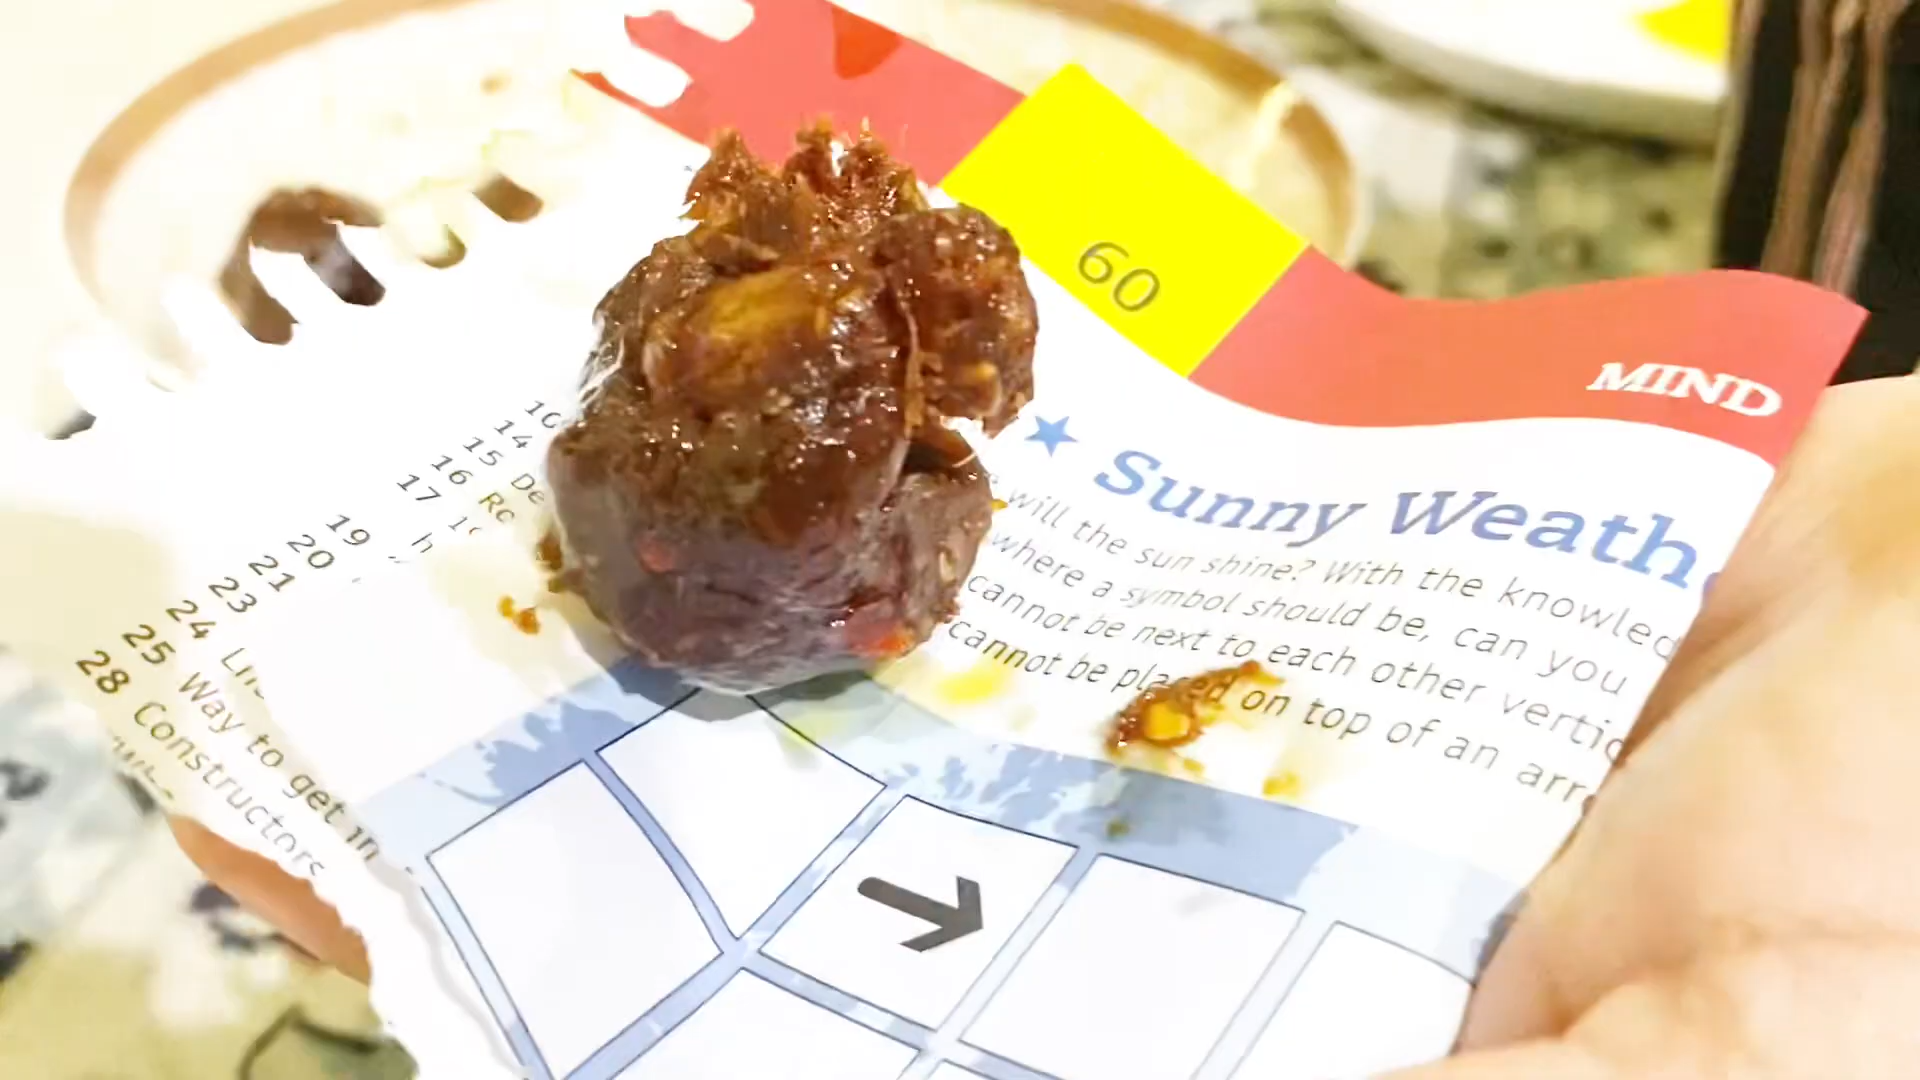 60
MIND
Sunny Weath
will the sun shine? With the knowled
where a symbol should be, can you
cannot be next to each other vertic
cannot be placed on top of an arr
10
14
15 De
16 Ro
17
19
20
21
23
24
25 Way to get in
28 Constructors